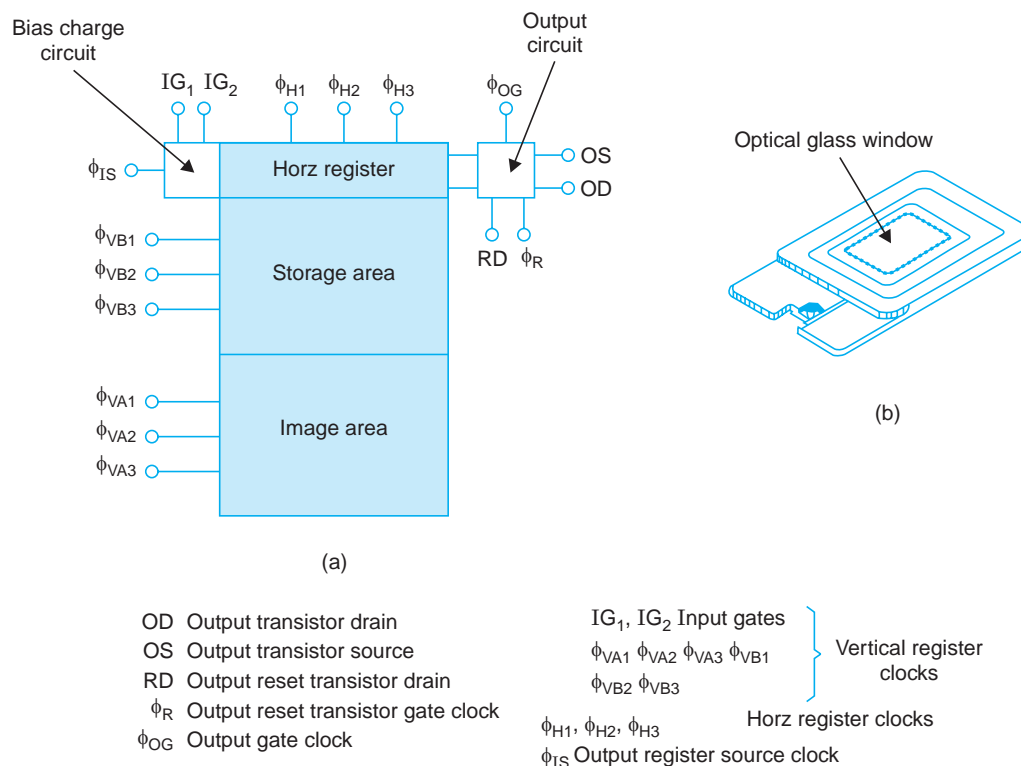 Bias charge
circuit
Output
circuit
IG₁ IG₂ ϕH1 ϕH2 ϕH3 ϕOG
ϕIS
Horz register
OS
OD
RD ϕR
ϕVB1
ϕVB2
ϕVB3
Storage area
ϕVA1
ϕVA2
ϕVA3
Image area
(a)
Optical glass window
(b)
OD Output transistor drain
OS Output transistor source
RD Output reset transistor drain
ϕR Output reset transistor gate clock
ϕOG Output gate clock
IG₁, IG₂ Input gates
ϕVA1 ϕVA2 ϕVA3 ϕVB1
ϕVB2 ϕVB3
Vertical register
clocks
Horz register clocks
ϕH1, ϕH2, ϕH3
ϕIS Output register source clock